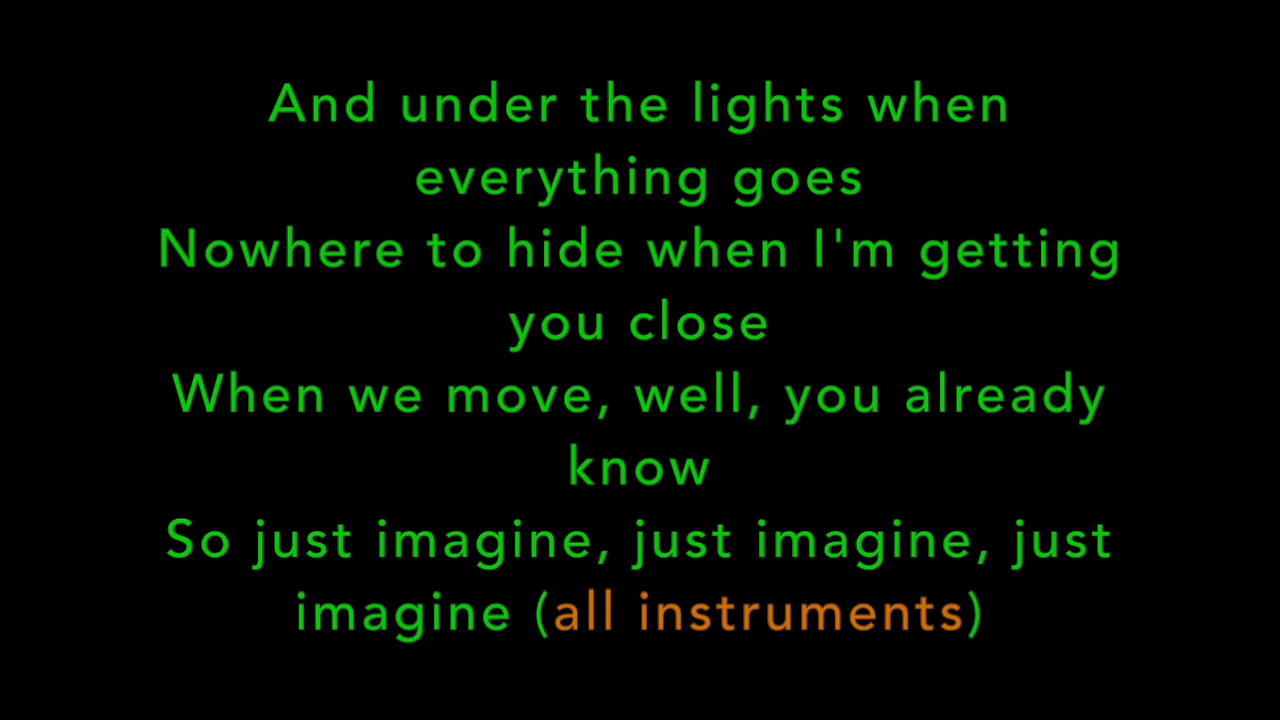 And under the lights when
everything goes
Nowhere to hide when I'm getting
you close
When we move, well, you already
know
So just imagine, just imagine, just
imagine (all instruments)